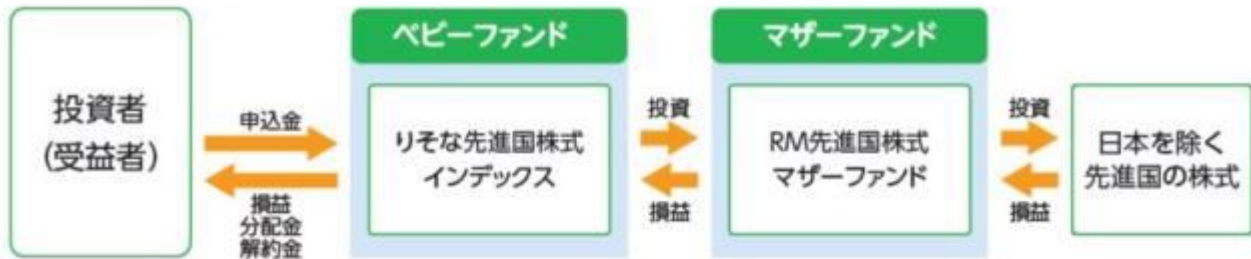 投資者
(受益者)
申込金
損益
分配金
解約金
ベビーファンド
りそな先進国株式
インデックス
投資
損益
マザーファンド
RM先進国株式
マザーファンド
投資
損益
日本を除く
先進国の株式